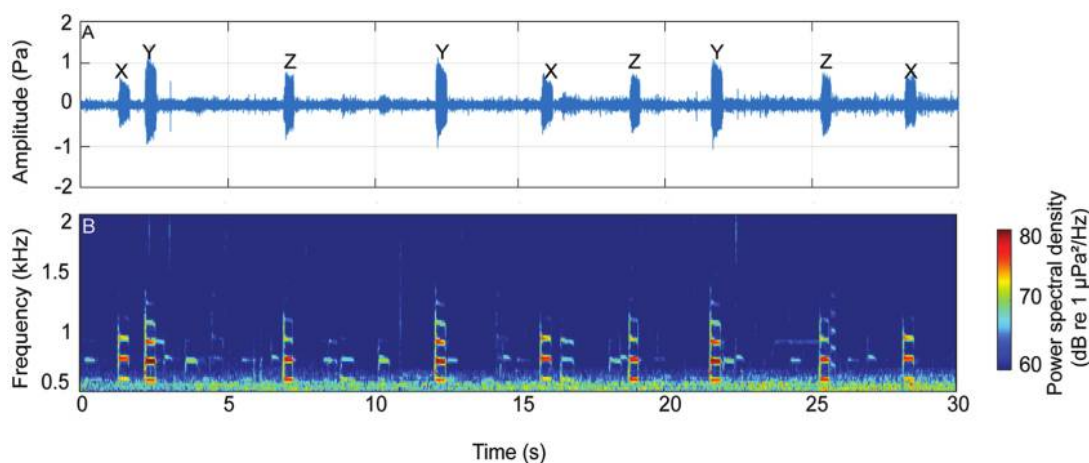 A
Amplitude (Pa)
2
1
0
-1
-2
X Y Z Y X Z Y Z X
B
Frequency (kHz)
2
1.5
1
0.5
0 5 10 15 20 25 30
Time (s)
80
70
60
Power spectral density
(dB re 1 µPa²/Hz)